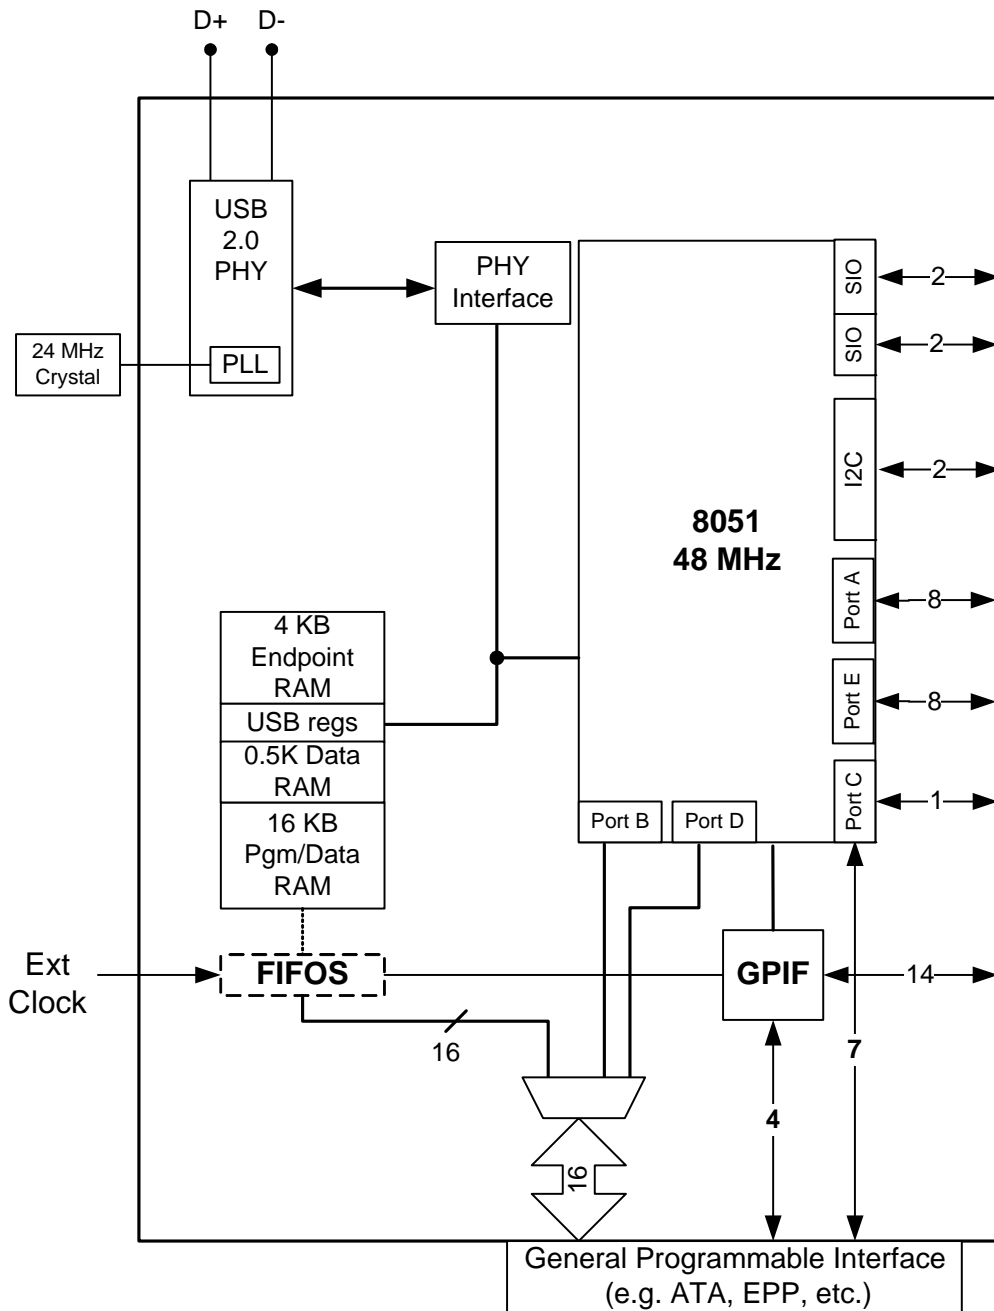 D+ D-
USB
2.0
PHY
PHY
Interface
SIO
2
SIO
2
24 MHz
Crystal
PLL
I2C
2
8051
48 MHz
Port A
8
4 KB
Endpoint
RAM
Port E
8
USB regs
0.5K Data
RAM
Port C
1
16 KB
Pgm/Data
RAM
Port B
Port D
Ext
Clock
FIFOS
GPIF
14
16
7
4
16
General Programmable Interface
(e.g. ATA, EPP, etc.)